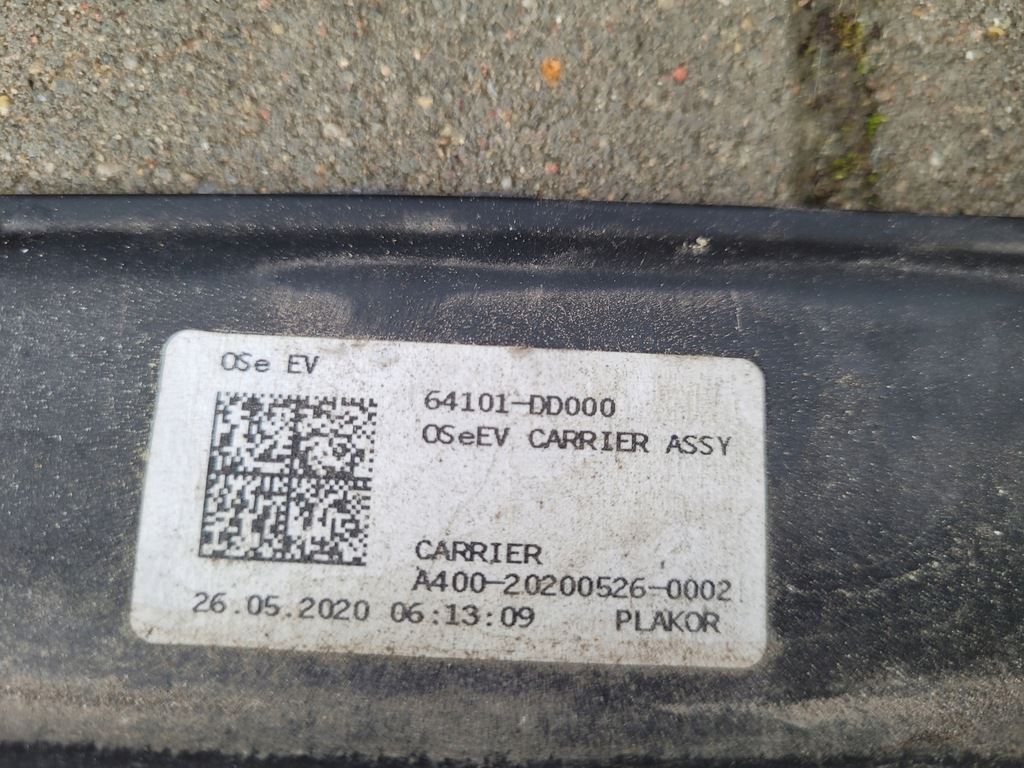 OSe EV
64101-DD000
OSeEV CARRIER ASSY
CARRIER
A400-20200526-0002
26.05.2020 06:13:09 PLAKOR